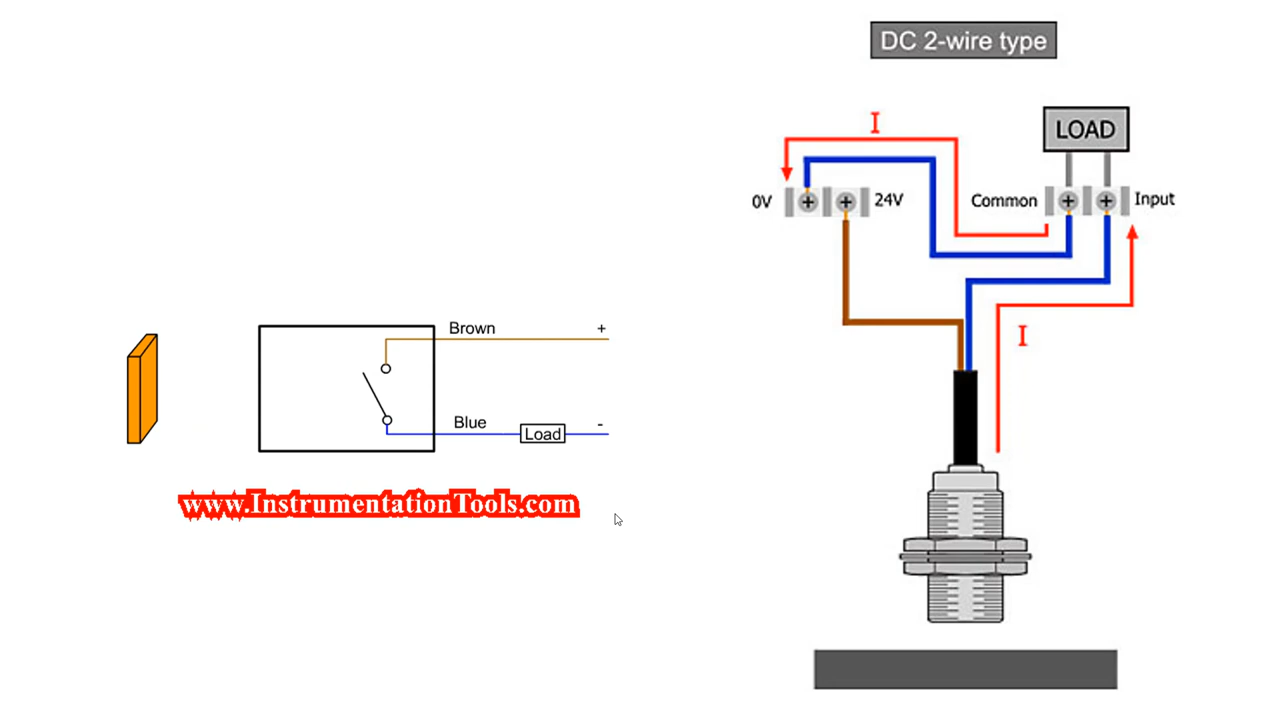 DC 2-wire type
I
LOAD
0V
24V
Common
Input
I
Brown
+
Blue
Load
-
www.InstrumentationTools.com